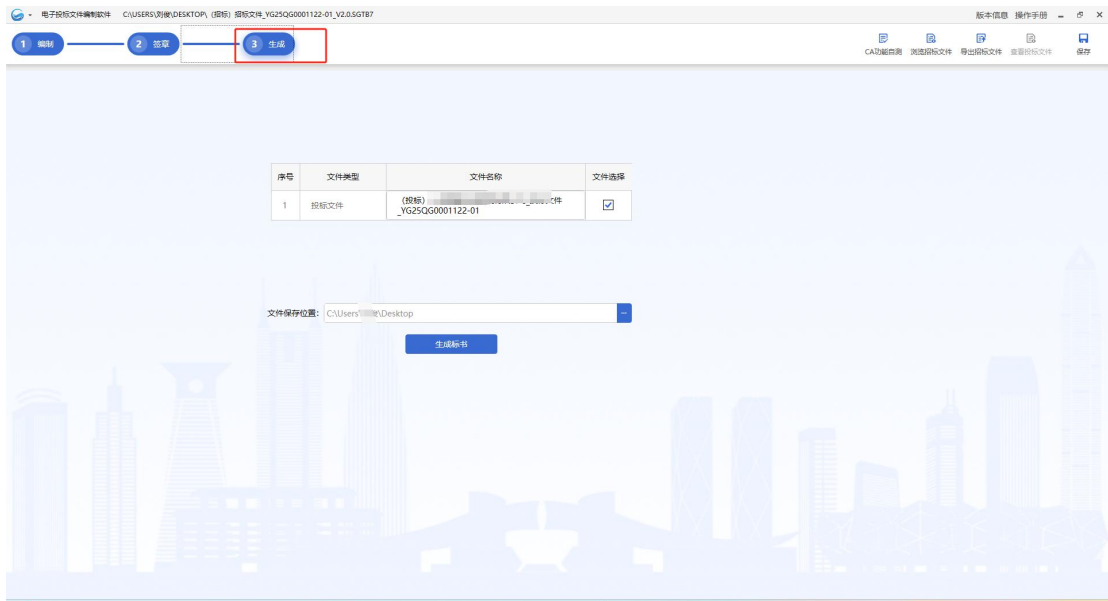 电子投标文件编制软件 C:\USERS\刘俊\DESKTOP\（招标）招标文件_YG25QG0001122-01_V2.0.SGTB7 版本信息 操作手册
1 编制 2 签章 3 生成 CA功能自测 浏览招标文件 导出招标文件 查看投标文件 保存
序号 文件类型 文件名称 文件选择
1 投标文件 （投标）
_YG25QG0001122-01
文件保存位置： C:\Users\ \Desktop
生成标书